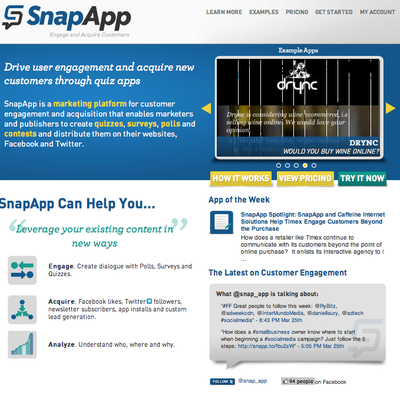 SnapApp
Engage and Acquire Customers
LEARN MORE EXAMPLES PRICING GET STARTED MY ACCOUNT
Drive user engagement and acquire new
customers through quiz apps
SnapApp is a marketing platform for customer
engagement and acquisition that enables marketers
and publishers to create quizzes, surveys, polls and
contests and distribute them on their websites,
Facebook and Twitter.
Example Apps
drync
Drync is considering wine commerce, i.e.
selling wine online. We would love your
opinion.
DRYNC
WOULD YOU BUY WINE ONLINE?
HOW IT WORKS
VIEW PRICING
TRY IT NOW
SnapApp Can Help You...
“Leverage your existing content in
new ways”
Engage. Create dialogue with Polls, Surveys and
Quizzes.
Acquire. Facebook likes, Twitter followers,
newsletter subscribers, app installs and custom
lead generation.
Analyze. Understand who, where and why.
App of the Week
SnapApp Spotlight: SnapApp and Caffeine Internet
Solutions Help Timex Engage Customers Beyond
the Purchase
How does a retailer like Timex continue to
communicate with its customers beyond the point of
online purchase? It enlists its interactive agency to l
...
The Latest on Customer Engagement
What @snap_app is talking about:
"#FF Great people to follow this week: @RyBitz,
@adweekcdn, @InterMundoMedia, @daniellaury, @adtech
#socialmedia" - 8:43 PM Mar 25th
"How does a #smallbusiness owner know where to start
when beginning a #socialmedia campaign? Just follow the 5
steps: http://snapp.to/fbu2xW" - 5:05 PM Mar 25th
FOLLOW @snap_app
94 people on Facebook